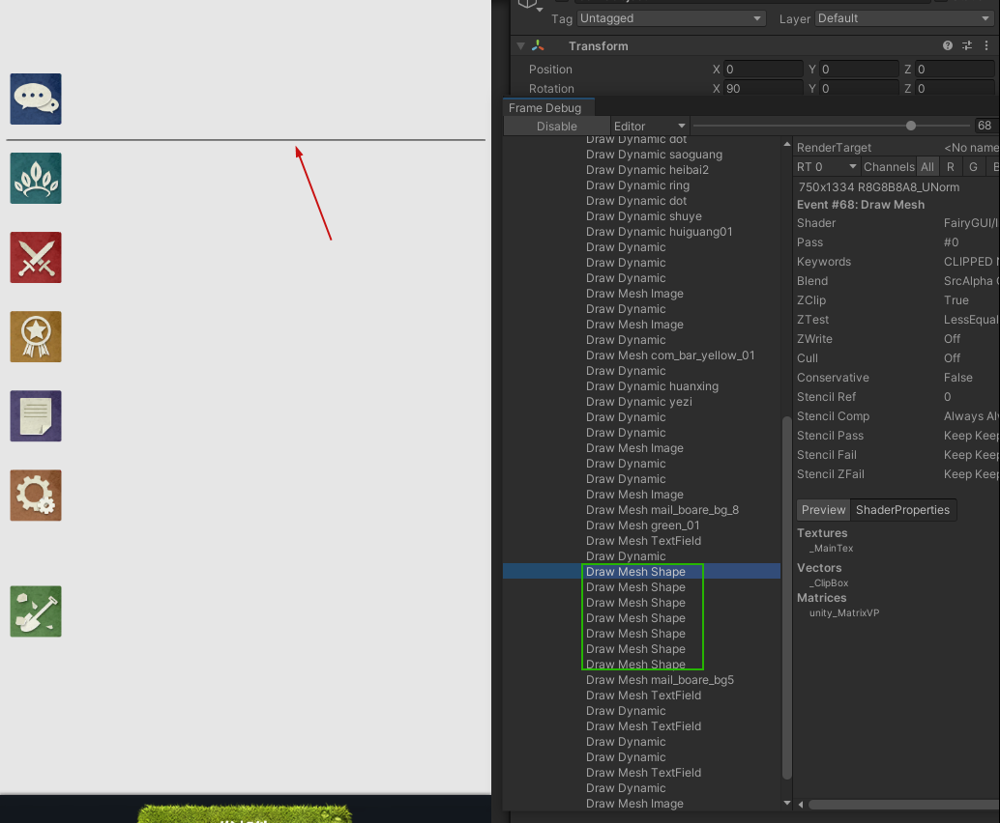 Tag Untagged Layer Default
Transform
Position X 0 Y 0 Z 0
Rotation X 90 Y 0 Z 0
Frame Debug
Disable Editor 68
Draw Dynamic dot
Draw Dynamic saoguang
Draw Dynamic heibai2
Draw Dynamic ring
Draw Dynamic dot
Draw Dynamic shuye
Draw Dynamic huiguang01
Draw Dynamic
Draw Dynamic
Draw Dynamic
Draw Mesh Image
Draw Dynamic
Draw Mesh Image
Draw Dynamic
Draw Mesh com_bar_yellow_01
Draw Dynamic
Draw Dynamic huanxing
Draw Dynamic yezi
Draw Dynamic
Draw Dynamic
Draw Mesh Image
Draw Dynamic
Draw Dynamic
Draw Mesh Image
Draw Mesh mail_boare_bg_8
Draw Mesh green_01
Draw Mesh TextField
Draw Dynamic
Draw Mesh Shape
Draw Mesh Shape
Draw Mesh Shape
Draw Mesh Shape
Draw Mesh Shape
Draw Mesh Shape
Draw Mesh Shape
Draw Mesh mail_boare_bg5
Draw Mesh TextField
Draw Dynamic
Draw Mesh TextField
Draw Dynamic
Draw Dynamic
Draw Mesh TextField
Draw Dynamic
Draw Mesh Image
RenderTarget <No name
RT 0 Channels All R G B
750x1334 R8G8B8A8_UNorm
Event #68: Draw Mesh
Shader FairyGUI/I
Pass #0
Keywords CLIPPED
Blend SrcAlpha
ZClip True
ZTest LessEqual
ZWrite Off
Cull Off
Conservative False
Stencil Ref 0
Stencil Comp Always Al
Stencil Pass Keep Keep
Stencil Fail Keep Keep
Stencil ZFail Keep Keep
Preview ShaderProperties
Textures
_MainTex
Vectors
_ClipBox
Matrices
unity_MatrixVP